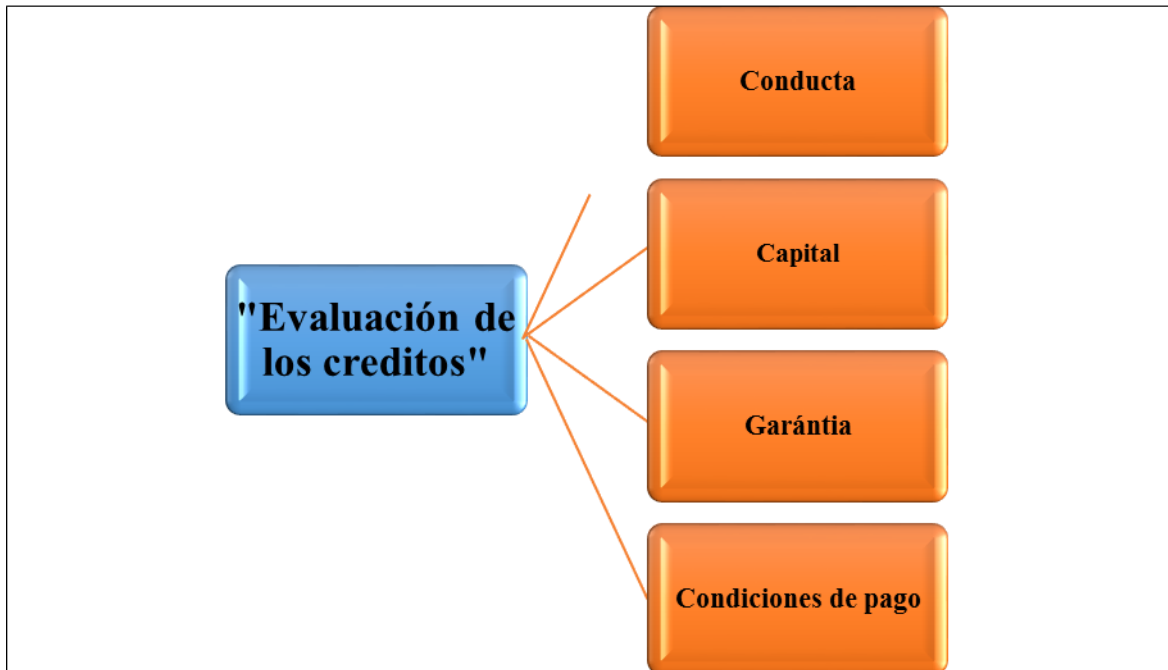 Conducta
Capital
"Evaluación de
los creditos"
Garántia
Condiciones de pago